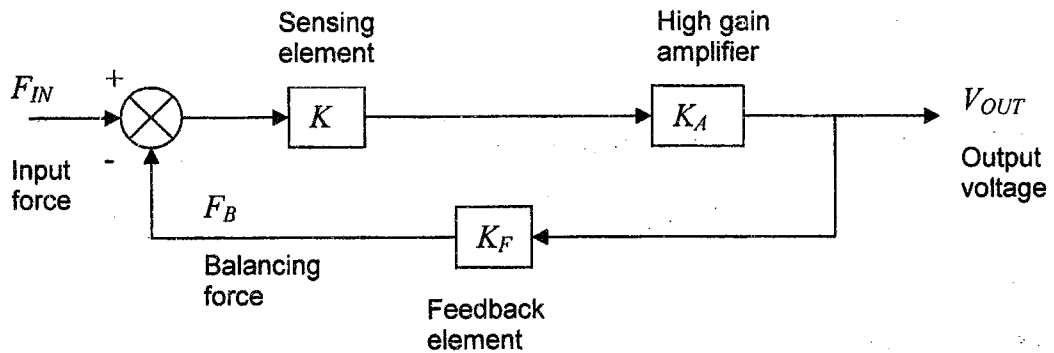 Sensing
element
High gain
amplifier
F_IN
+
K
K_A
V_OUT
-
Input
force
Output
voltage
F_B
K_F
Balancing
force
Feedback
element